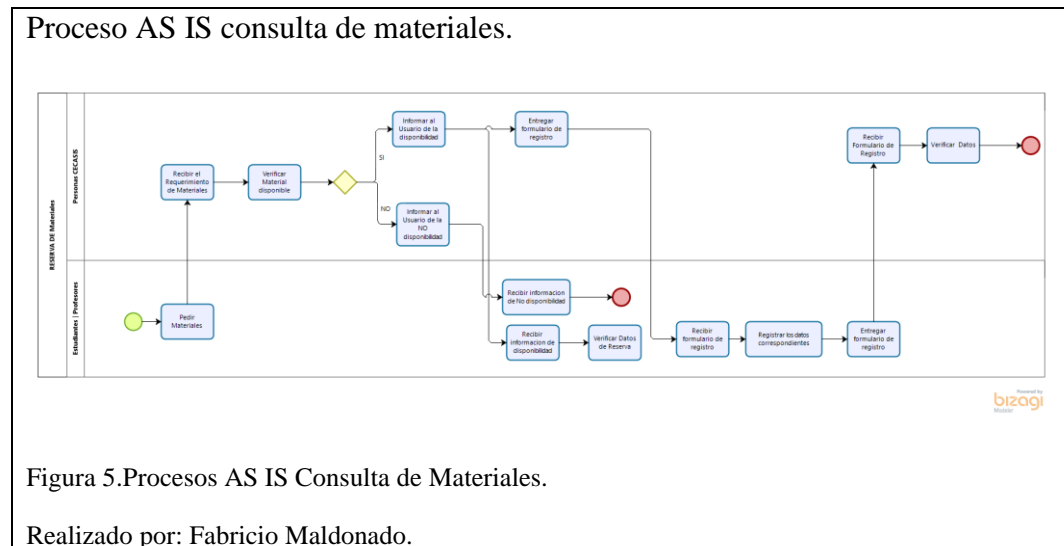 Proceso AS IS consulta de materiales.
RESERVA DE Materiales
Personas CECASIS
Informar al
Usuario de la
disponibilidad
Entregar
formulario de
registro
Recibir
Formulario de
Registro
Verificar Datos
Recibir el
Requerimiento
de Materiales
Verificar
Material
disponible
SI
NO
Informar al
Usuario de la
NO
disponibilidad
Estudiantes | Profesores
Pedir
Materiales
Recibir informacion
de No disponibilidad
Recibir
informacion de
disponibilidad
Verificar Datos
de Reserva
Recibir
formulario de
registro
Registrar los datos
correspondientes
Entregar
formulario de
registro
Powered by
bizagi
Modeler
Figura 5.Procesos AS IS Consulta de Materiales.
Realizado por: Fabricio Maldonado.